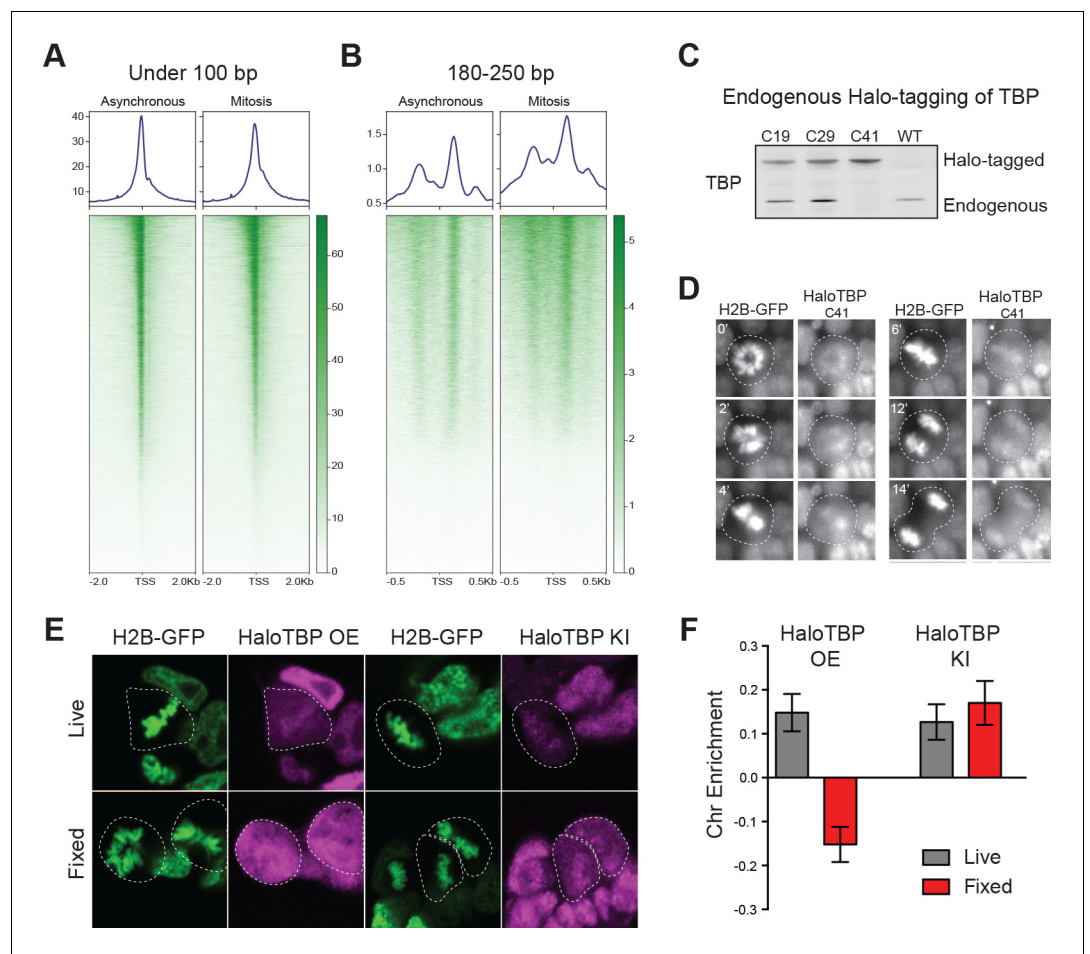 A
Under 100 bp
Asynchronous
Mitosis
40
30
20
10
60
50
40
30
20
10
0
-2.0 TSS 2.0Kb -2.0 TSS 2.0Kb
B
180-250 bp
Asynchronous
Mitosis
1.5
1.0
0.5
5
4
3
2
1
0
-0.5 TSS 0.5Kb -0.5 TSS 0.5Kb
C
Endogenous Halo-tagging of TBP
C19 C29 C41 WT
TBP
Halo-tagged
Endogenous
D
H2B-GFP
HaloTBP
C41
H2B-GFP
HaloTBP
C41
0'
6'
2'
12'
4'
14'
E
H2B-GFP
HaloTBP OE
H2B-GFP
HaloTBP KI
Live
Fixed
F
HaloTBP
OE
HaloTBP
KI
Chr Enrichment
0.3
0.2
0.1
0.0
-0.1
-0.2
-0.3
Live
Fixed